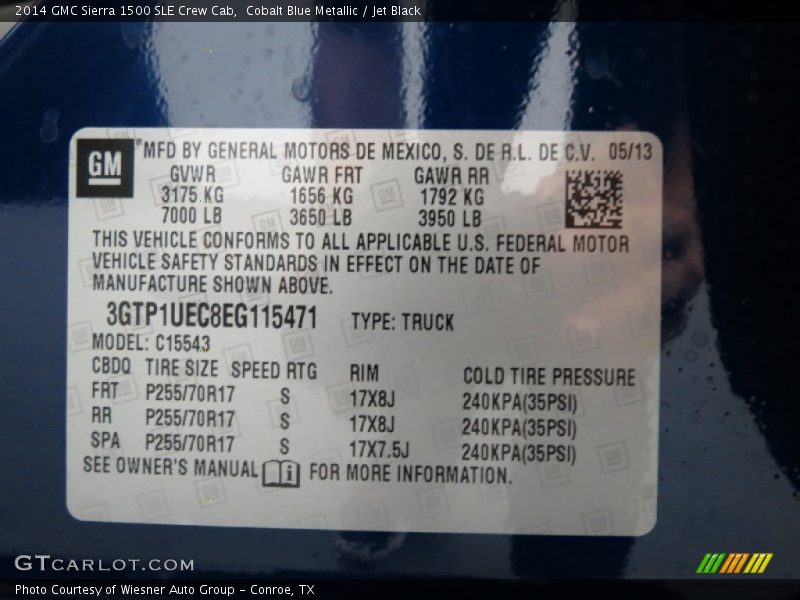 2014 GMC Sierra 1500 SLE Crew Cab,  Cobalt Blue Metallic / Jet Black
GM ® MFD BY GENERAL MOTORS DE MEXICO, S. DE R.L. DE C.V. 05/13
GVWR GAWR FRT GAWR RR
3175 KG 1656 KG 1792 KG
7000 LB 3650 LB 3950 LB
THIS VEHICLE CONFORMS TO ALL APPLICABLE U.S. FEDERAL MOTOR
VEHICLE SAFETY STANDARDS IN EFFECT ON THE DATE OF
MANUFACTURE SHOWN ABOVE.
3GTP1UEC8EG115471 TYPE: TRUCK
MODEL: C15543
CBDQ TIRE SIZE SPEED RTG RIM COLD TIRE PRESSURE
FRT P255/70R17 S 17X8J 240KPA(35PSI)
RR P255/70R17 S 17X8J 240KPA(35PSI)
SPA P255/70R17 S 17X7.5J 240KPA(35PSI)
SEE OWNER'S MANUAL i FOR MORE INFORMATION.
GTCARLOT.COM
Photo Courtesy of Wiesner Auto Group - Conroe, TX